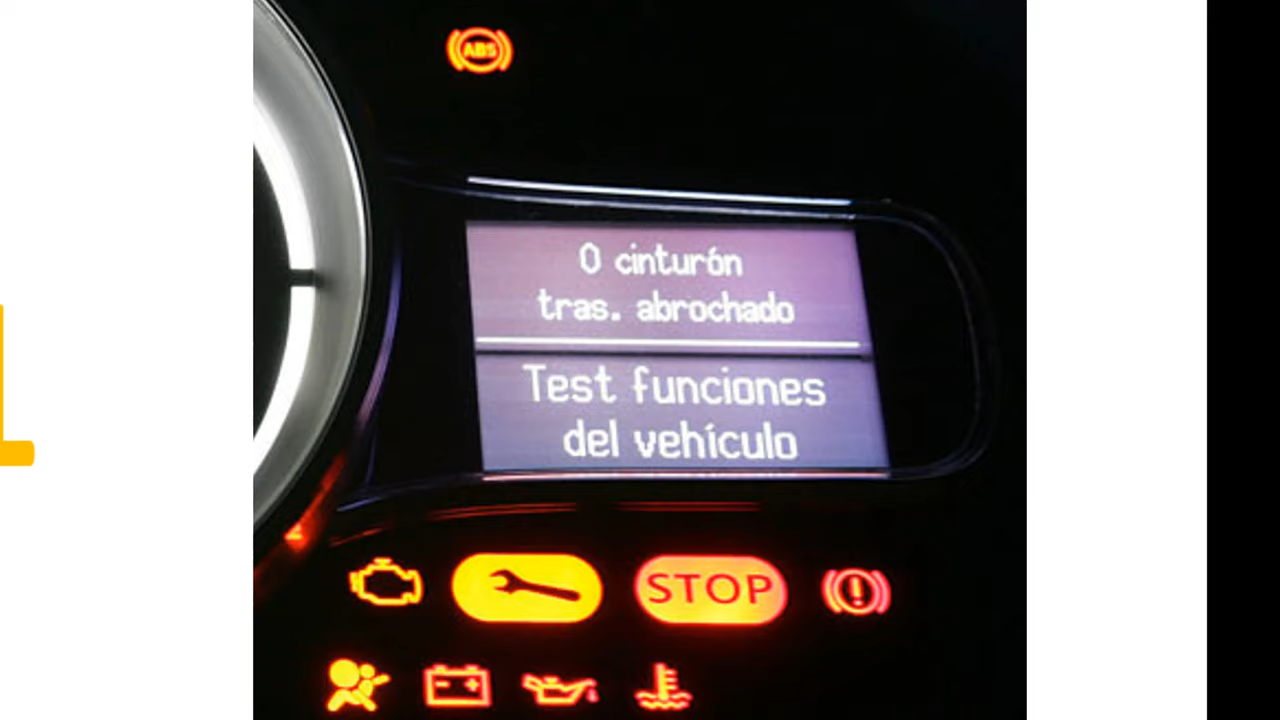 ABS
0 cinturón
tras. abrochado
Test funciones
del vehículo
STOP